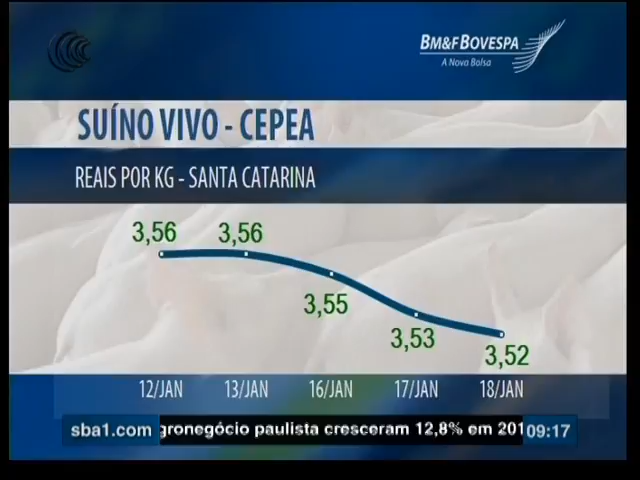 BM&FBOVESPA
A Nova Bolsa
SUÍNO VIVO - CEPEA
REAIS POR KG - SANTA CATARINA
3,56 3,56
3,55
3,53
3,52
12/JAN 13/JAN 16/JAN 17/JAN 18/JAN
sba1.com gronegócio paulista cresceram 12,8% em 201 09:17